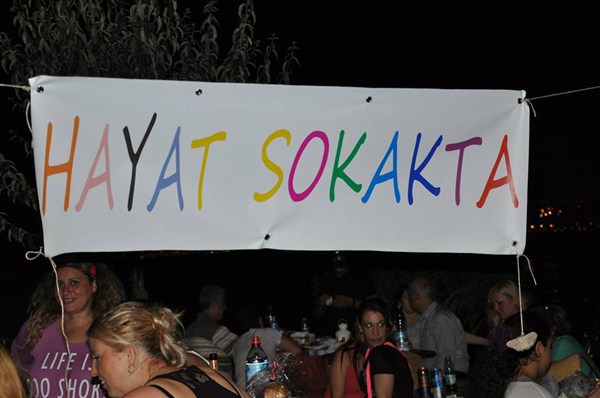 HAYAT SOKAKTA
LIFE I
OO SHOR